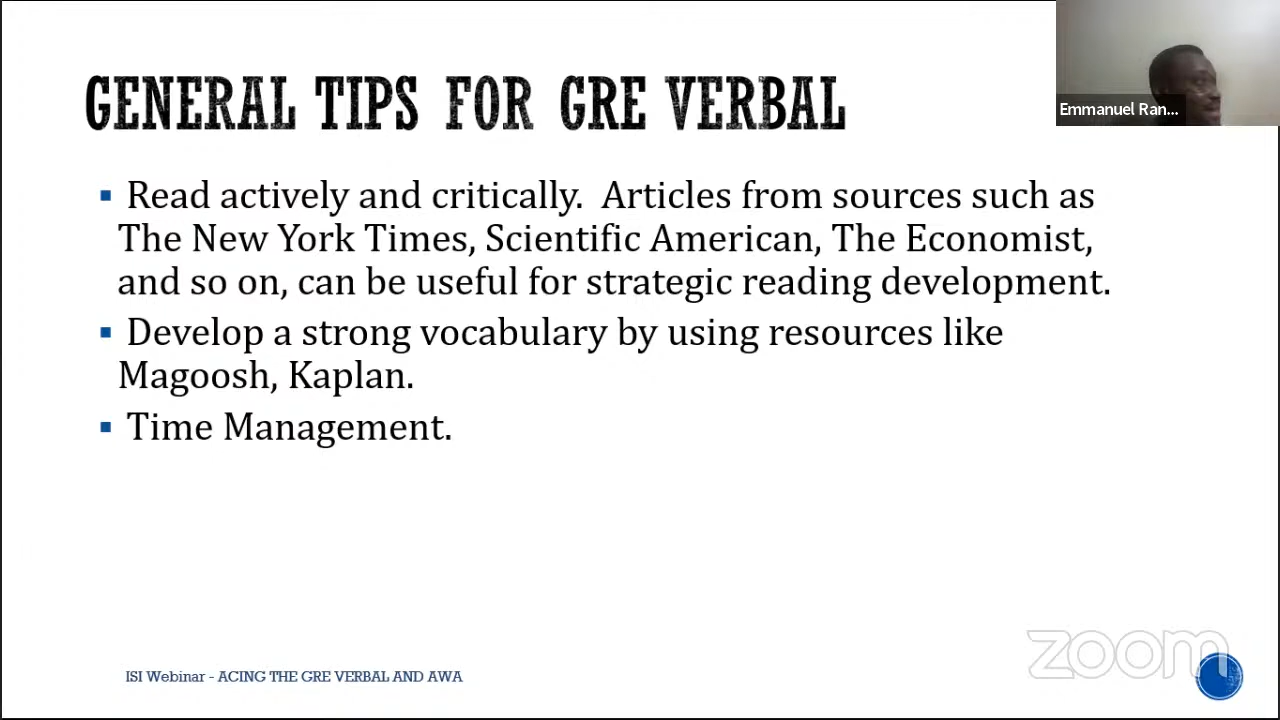 GENERAL TIPS FOR GRE VERBAL
Emmanuel Ran...
▪ Read actively and critically.  Articles from sources such as
The New York Times, Scientific American, The Economist,
and so on, can be useful for strategic reading development.
▪ Develop a strong vocabulary by using resources like
Magoosh, Kaplan.
▪ Time Management.
zoom
ISI Webinar - ACING THE GRE VERBAL AND AWA